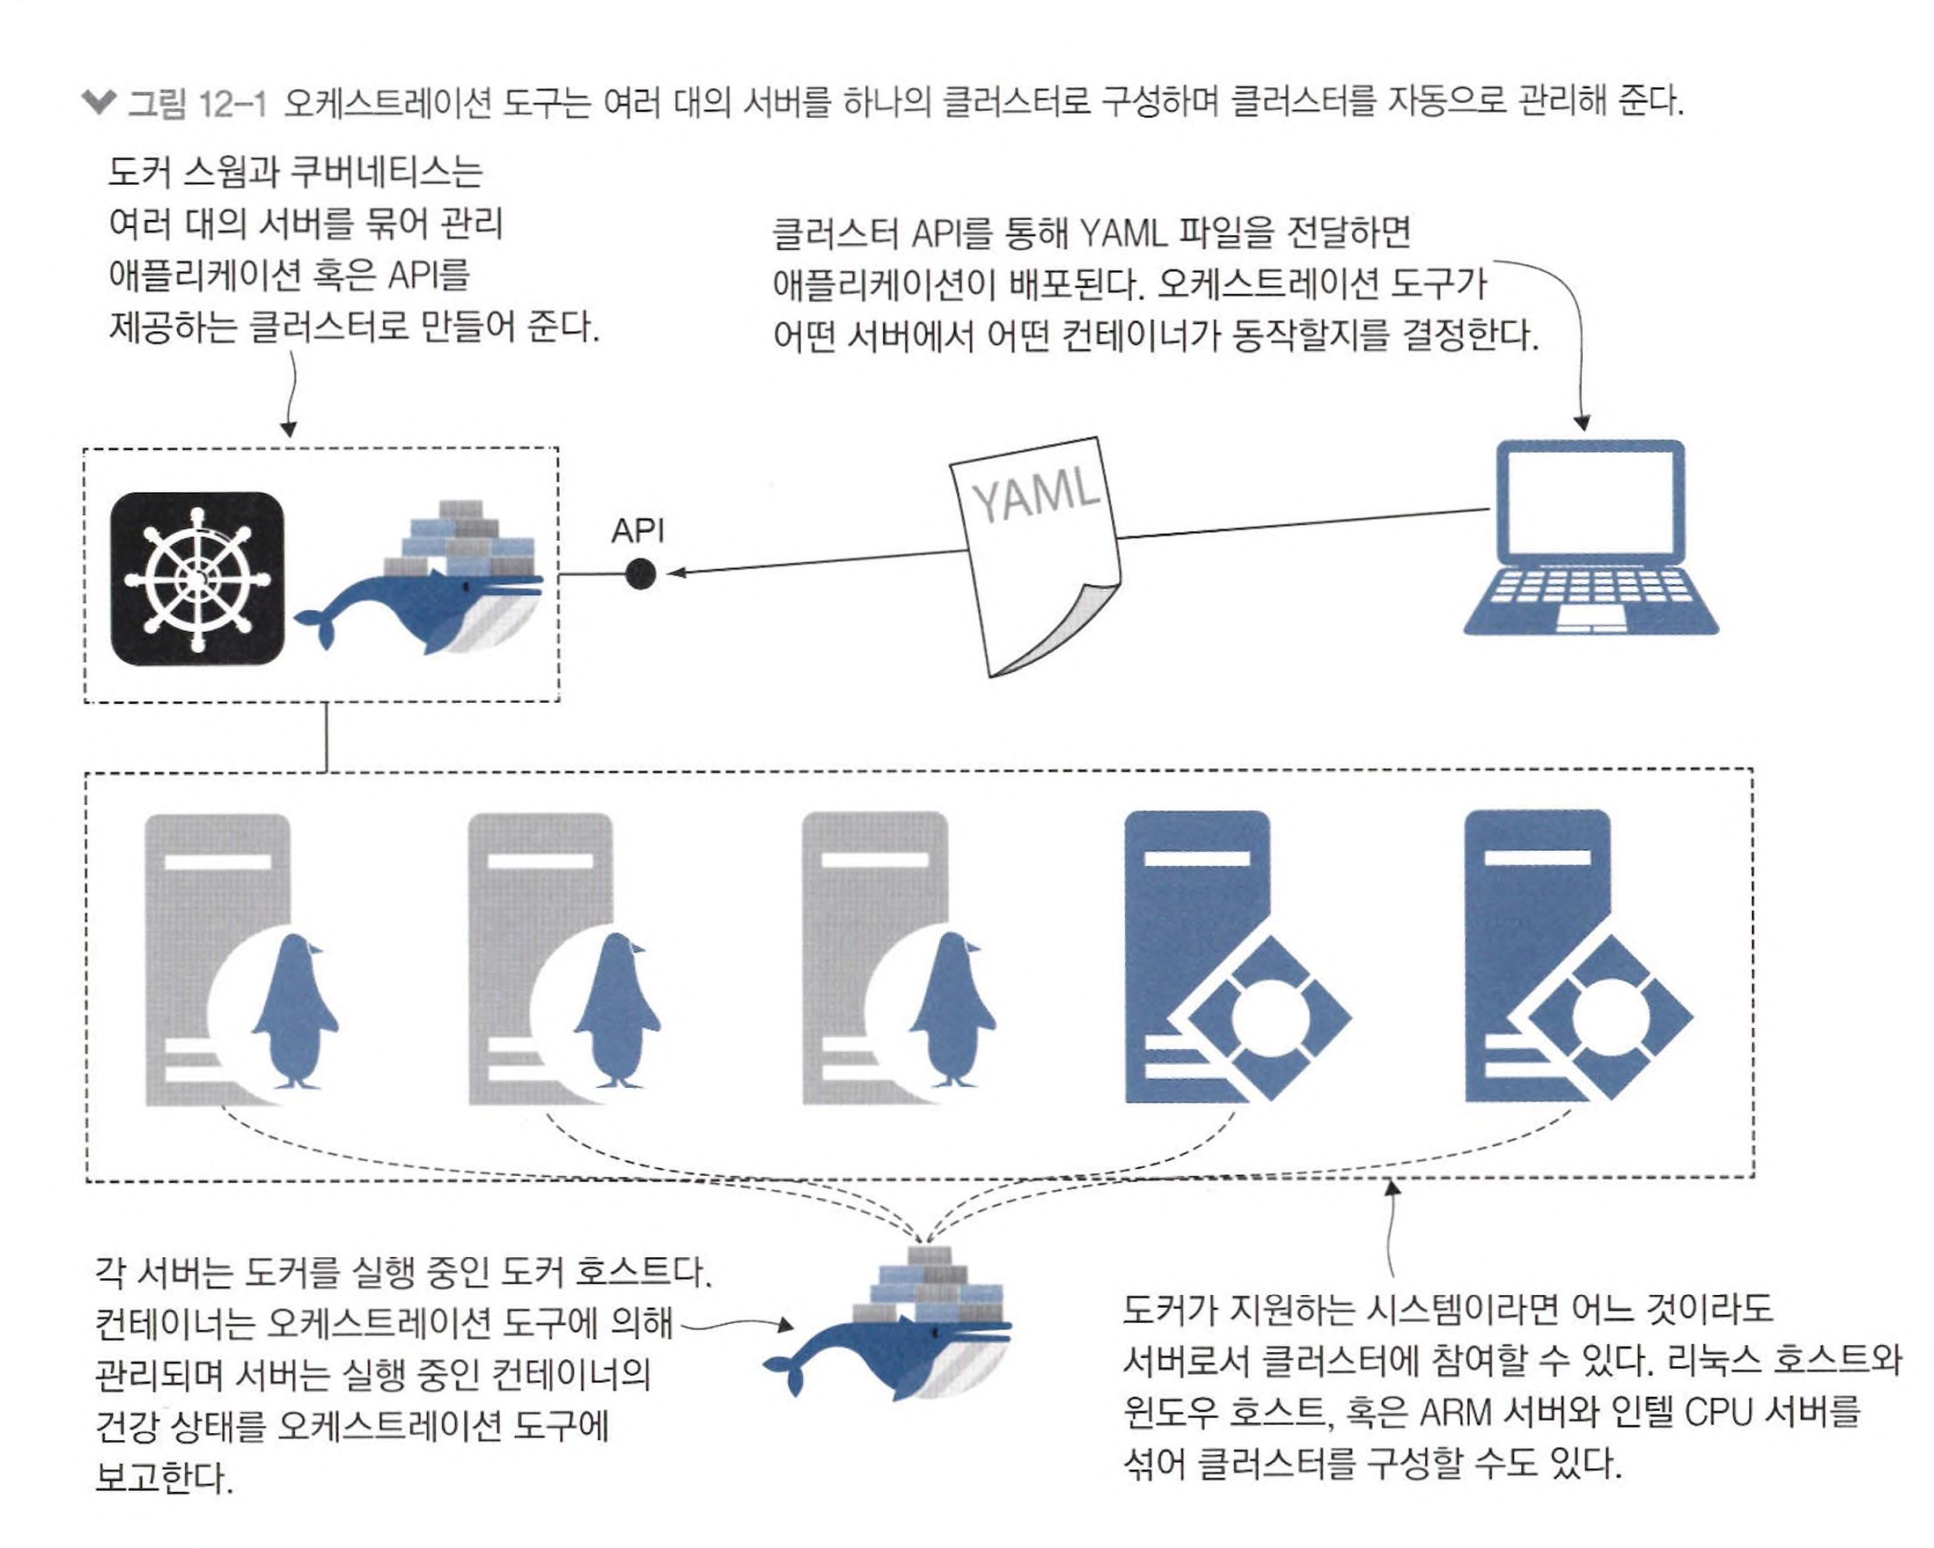 그림 12-1 오케스트레이션 도구는 여러 대의 서버를 하나의 클러스터로 구성하며 클러스터를 자동으로 관리해 준다.
도커 스웜과 쿠버네티스는
여러 대의 서버를 묶어 관리
애플리케이션 혹은 API를
제공하는 클러스터로 만들어 준다.
클러스터 API를 통해 YAML 파일을 전달하면
애플리케이션이 배포된다. 오케스트레이션 도구가
어떤 서버에서 어떤 컨테이너가 동작할지를 결정한다.
API
YAML
각 서버는 도커를 실행 중인 도커 호스트다.
컨테이너는 오케스트레이션 도구에 의해
관리되며 서버는 실행 중인 컨테이너의
건강 상태를 오케스트레이션 도구에
보고한다.
도커가 지원하는 시스템이라면 어느 것이라도
서버로서 클러스터에 참여할 수 있다. 리눅스 호스트와
윈도우 호스트, 혹은 ARM 서버와 인텔 CPU 서버를
섞어 클러스터를 구성할 수도 있다.